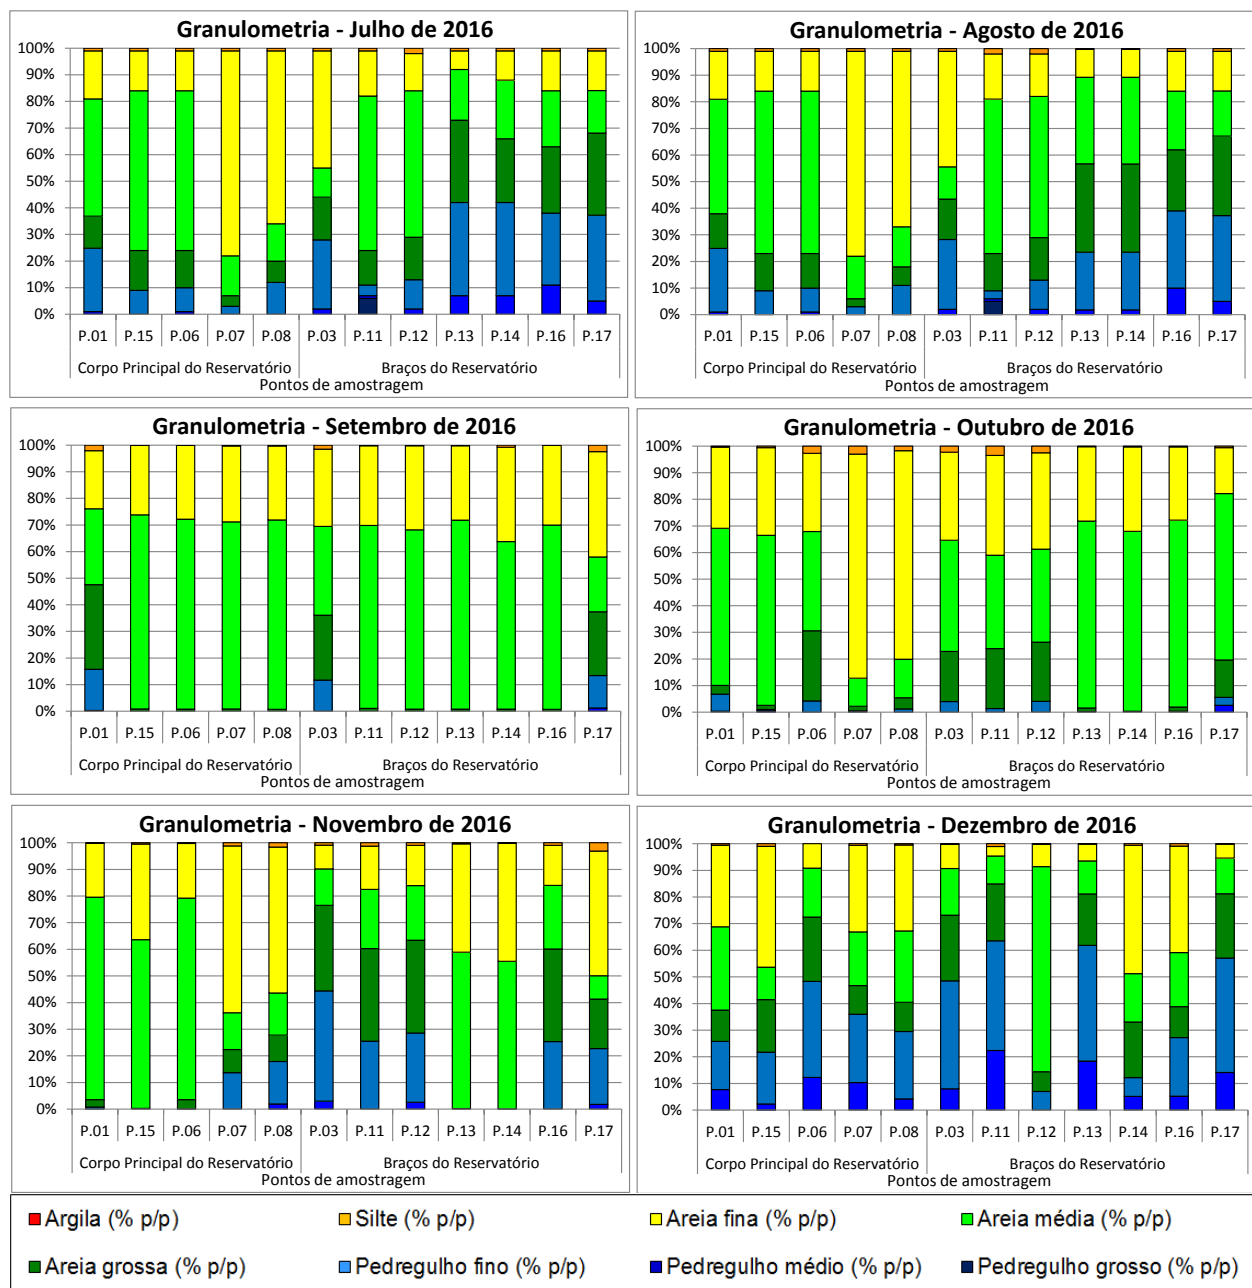 Granulometria - Julho de 2016
100%
90%
80%
70%
60%
50%
40%
30%
20%
10%
0%
P.01 P.15 P.06 P.07 P.08 P.03 P.11 P.12 P.13 P.14 P.16 P.17
Corpo Principal do Reservatório Braços do Reservatório
Pontos de amostragem
Granulometria - Agosto de 2016
100%
90%
80%
70%
60%
50%
40%
30%
20%
10%
0%
P.01 P.15 P.06 P.07 P.08 P.03 P.11 P.12 P.13 P.14 P.16 P.17
Corpo Principal do Reservatório Braços do Reservatório
Pontos de amostragem
Granulometria - Setembro de 2016
100%
90%
80%
70%
60%
50%
40%
30%
20%
10%
0%
P.01 P.15 P.06 P.07 P.08 P.03 P.11 P.12 P.13 P.14 P.16 P.17
Corpo Principal do Reservatório Braços do Reservatório
Pontos de amostragem
Granulometria - Outubro de 2016
100%
90%
80%
70%
60%
50%
40%
30%
20%
10%
0%
P.01 P.15 P.06 P.07 P.08 P.03 P.11 P.12 P.13 P.14 P.16 P.17
Corpo Principal do Reservatório Braços do Reservatório
Pontos de amostragem
Granulometria - Novembro de 2016
100%
90%
80%
70%
60%
50%
40%
30%
20%
10%
0%
P.01 P.15 P.06 P.07 P.08 P.03 P.11 P.12 P.13 P.14 P.16 P.17
Corpo Principal do Reservatório Braços do Reservatório
Pontos de amostragem
Granulometria - Dezembro de 2016
100%
90%
80%
70%
60%
50%
40%
30%
20%
10%
0%
P.01 P.15 P.06 P.07 P.08 P.03 P.11 P.12 P.13 P.14 P.16 P.17
Corpo Principal do Reservatório Braços do Reservatório
Pontos de amostragem
Argila (% p/p) Silte (% p/p) Areia fina (% p/p) Areia média (% p/p)
Areia grossa (% p/p) Pedregulho fino (% p/p) Pedregulho médio (% p/p) Pedregulho grosso (% p/p)